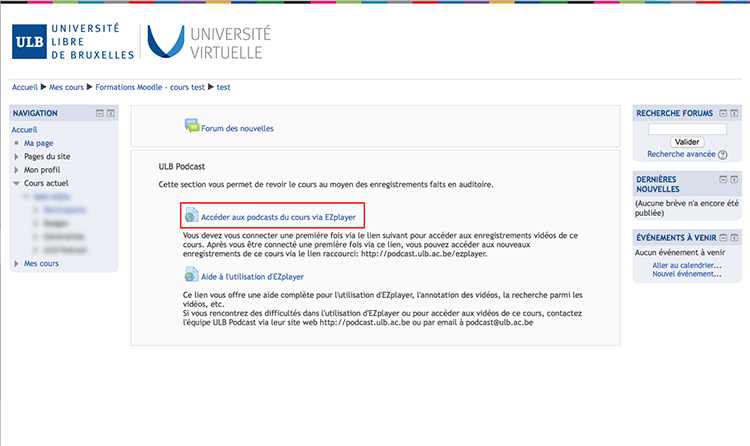 ULB UNIVERSITÉ
LIBRE
DE BRUXELLES
UNIVERSITÉ
VIRTUELLE
Accueil ► Mes cours ► Formations Moodle - cours test ► test
NAVIGATION
Accueil
Ma page
Pages du site
Mon profil
Cours actuel
Mes cours
Forum des nouvelles
ULB Podcast
Cette section vous permet de revoir le cours au moyen des enregistrements faits en auditoire.
Accéder aux podcasts du cours via EZplayer
Vous devez vous connecter une première fois via le lien suivant pour accéder aux enregistrements vidéos de ce
cours. Après vous être connecté une première fois via ce lien, vous pouvez accéder aux nouveaux
enregistrements de ce cours via le lien raccourci: http://podcast.ulb.ac.be/ezplayer.
Aide à l'utilisation d'EZplayer
Ce lien vous offre une aide complète pour l'utilisation d'EZplayer, l'annotation des vidéos, la recherche parmi les
vidéos, etc.
Si vous rencontrez des difficultés dans l'utilisation d'EZplayer ou pour accéder aux vidéos de ce cours, contactez
l'équipe ULB Podcast via leur site web http://podcast.ulb.ac.be ou par email à podcast@ulb.ac.be
RECHERCHE FORUMS
Valider
Recherche avancée ?
DERNIÈRES
NOUVELLES
(Aucune brève n'a encore été
publiée)
ÉVÉNEMENTS À VENIR
Aucun événement à venir
Aller au calendrier...
Nouvel événement...